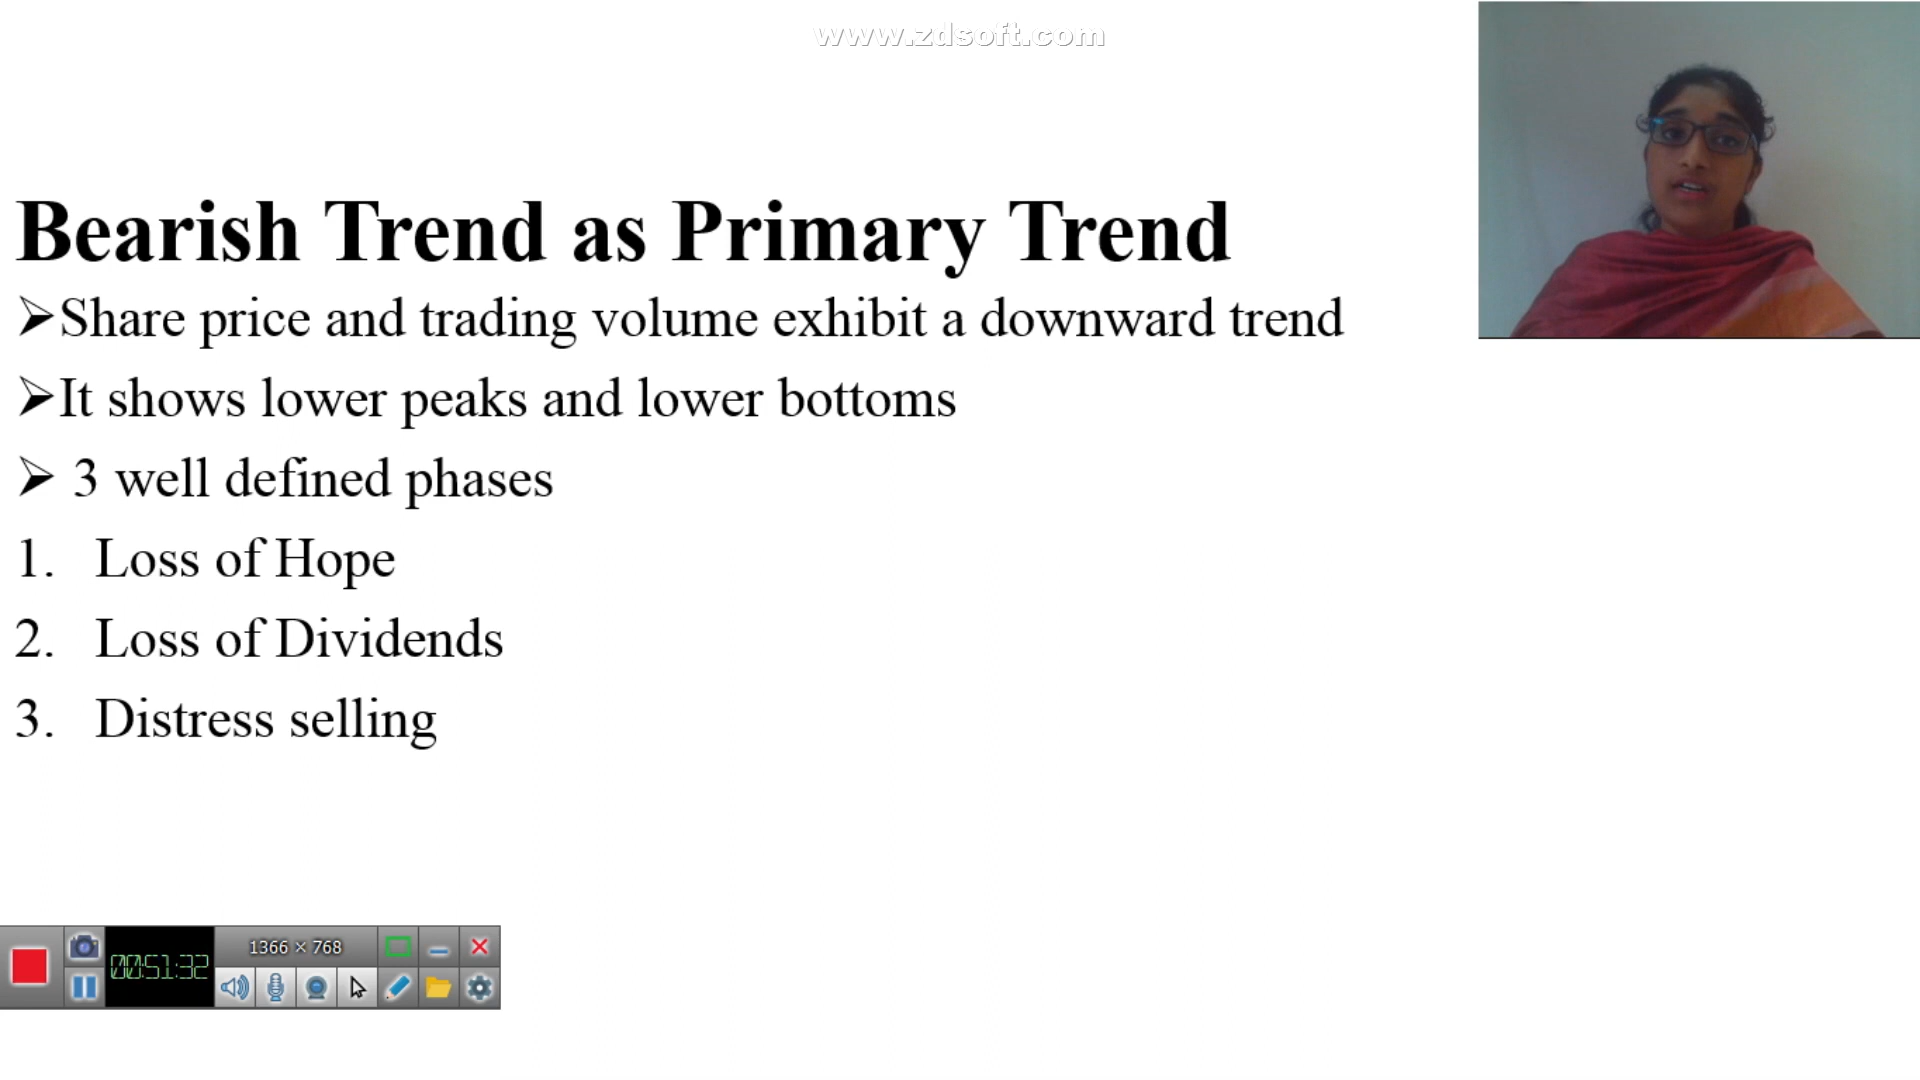 www.zdsoft.com
Bearish Trend as Primary Trend
➢Share price and trading volume exhibit a downward trend
➢It shows lower peaks and lower bottoms
➢ 3 well defined phases
1. Loss of Hope
2. Loss of Dividends
3. Distress selling
1366 × 768
00:51:32